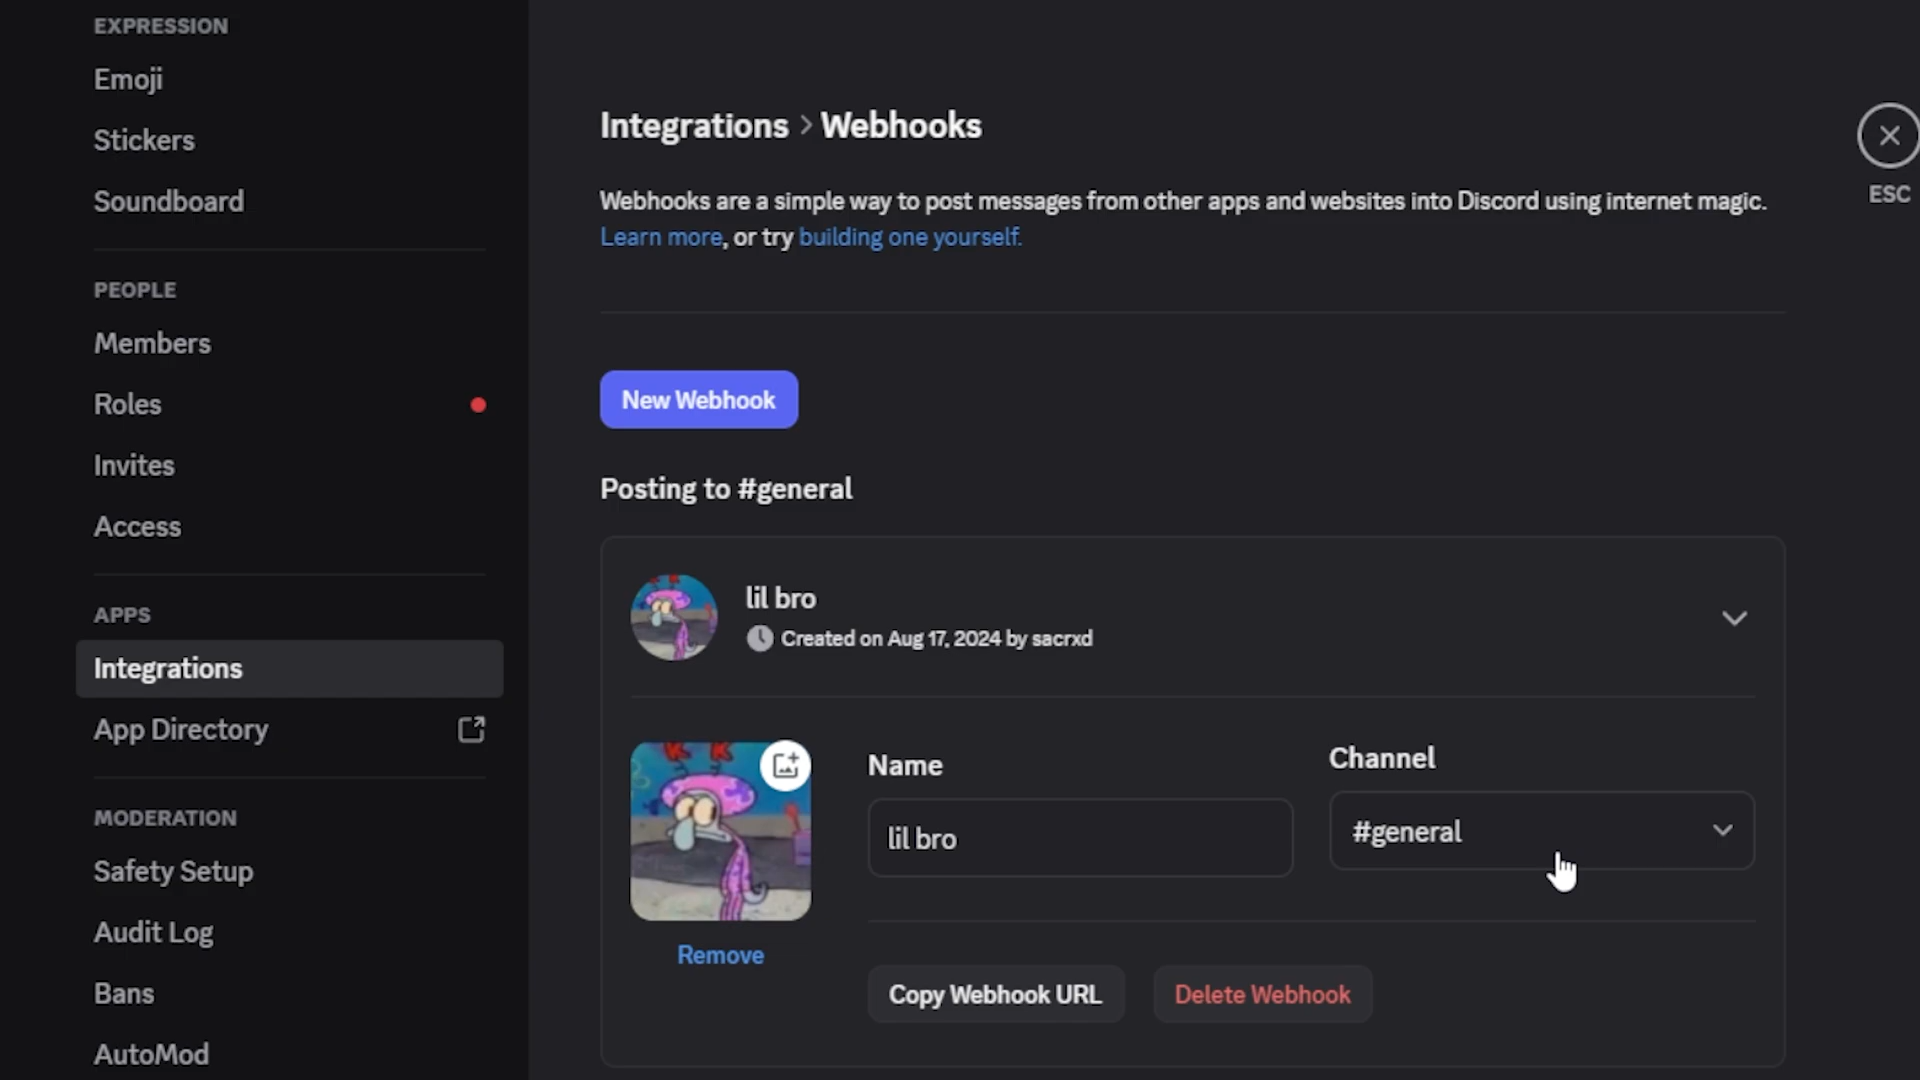 EXPRESSION
Emoji
Stickers
Soundboard
PEOPLE
Members
Roles
Invites
Access
APPS
Integrations
App Directory
MODERATION
Safety Setup
Audit Log
Bans
AutoMod
Integrations > Webhooks
ESC
Webhooks are a simple way to post messages from other apps and websites into Discord using internet magic.
Learn more, or try building one yourself.
New Webhook
Posting to #general
lil bro
Created on Aug 17, 2024 by sacrxd
Name
Channel
lil bro
#general
Remove
Copy Webhook URL
Delete Webhook